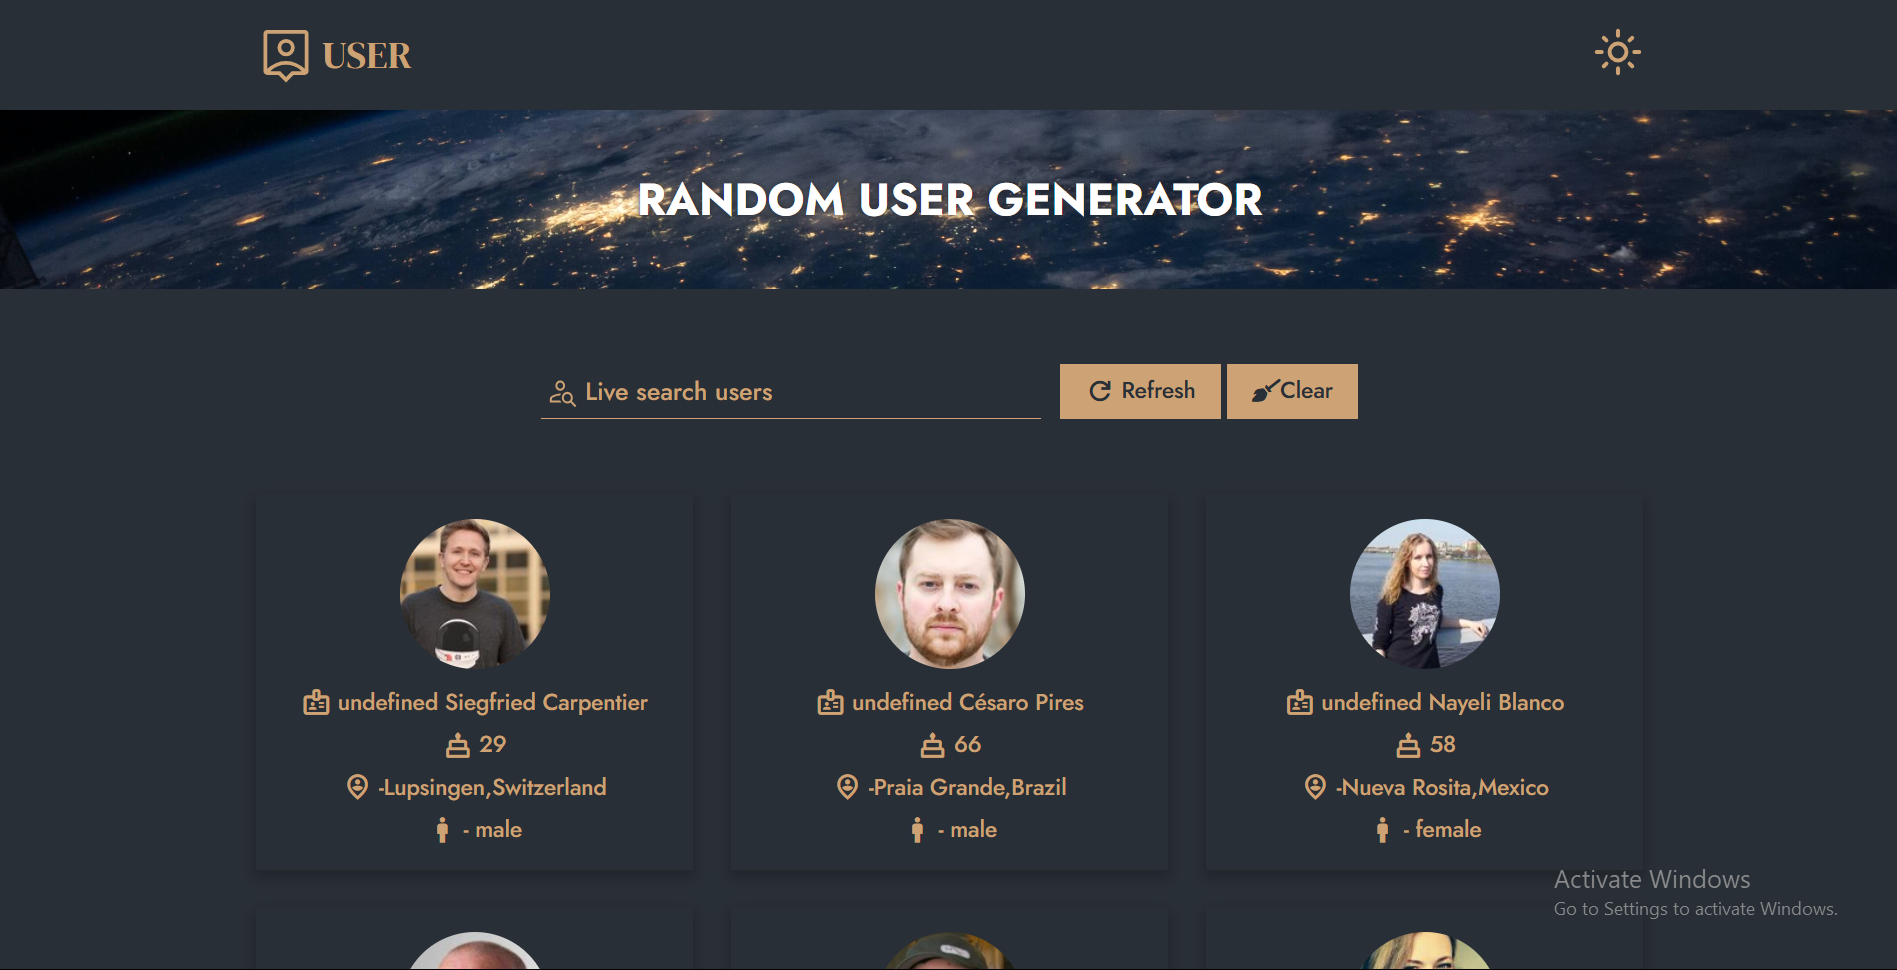 USER
RANDOM USER GENERATOR
Live search users
Refresh
Clear
undefined Siegfried Carpentier
29
-Lupsingen,Switzerland
- male
undefined Césaro Pires
66
-Praia Grande,Brazil
- male
undefined Nayeli Blanco
58
-Nueva Rosita,Mexico
- female
Activate Windows
Go to Settings to activate Windows.